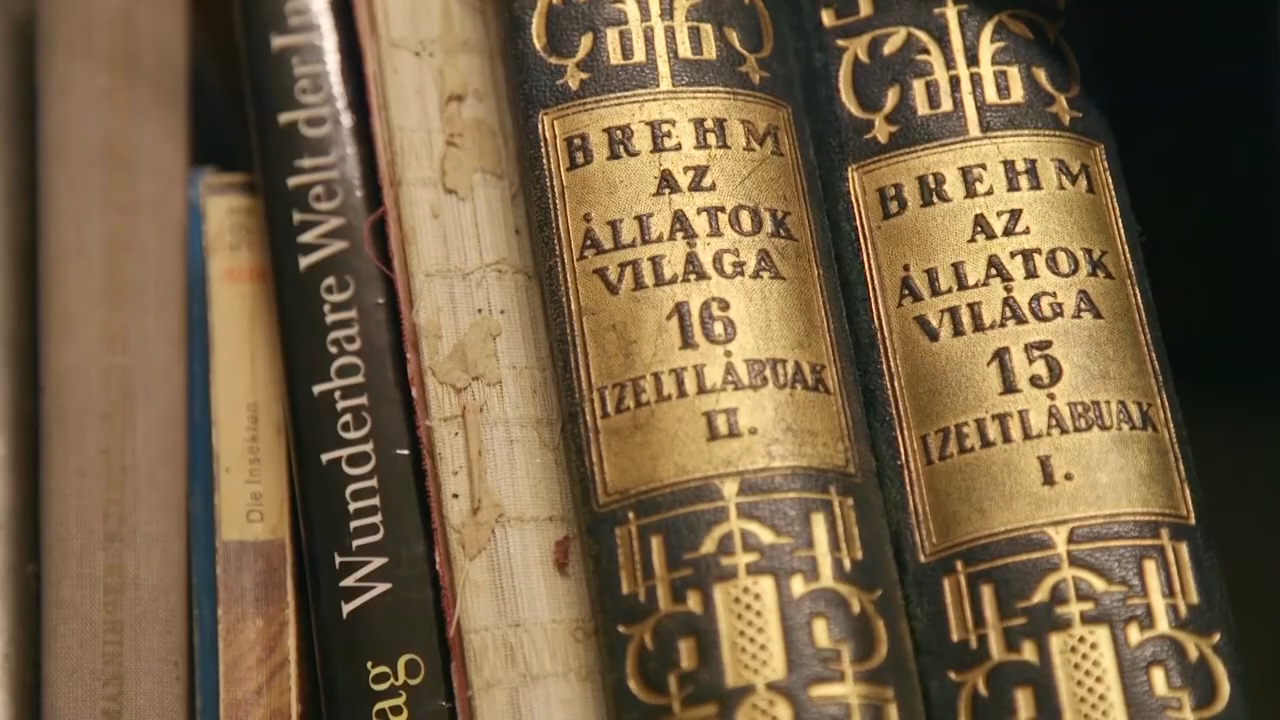 Die Insekten
Wunderbare Welt der In
ag
BREHM
AZ
ÁLLATOK
VILÁGA
16
IZELTLÁBUAK
II.
BREHM
AZ
ÁLLATOK
VILÁGA
15
IZELTLÁBUAK
I.